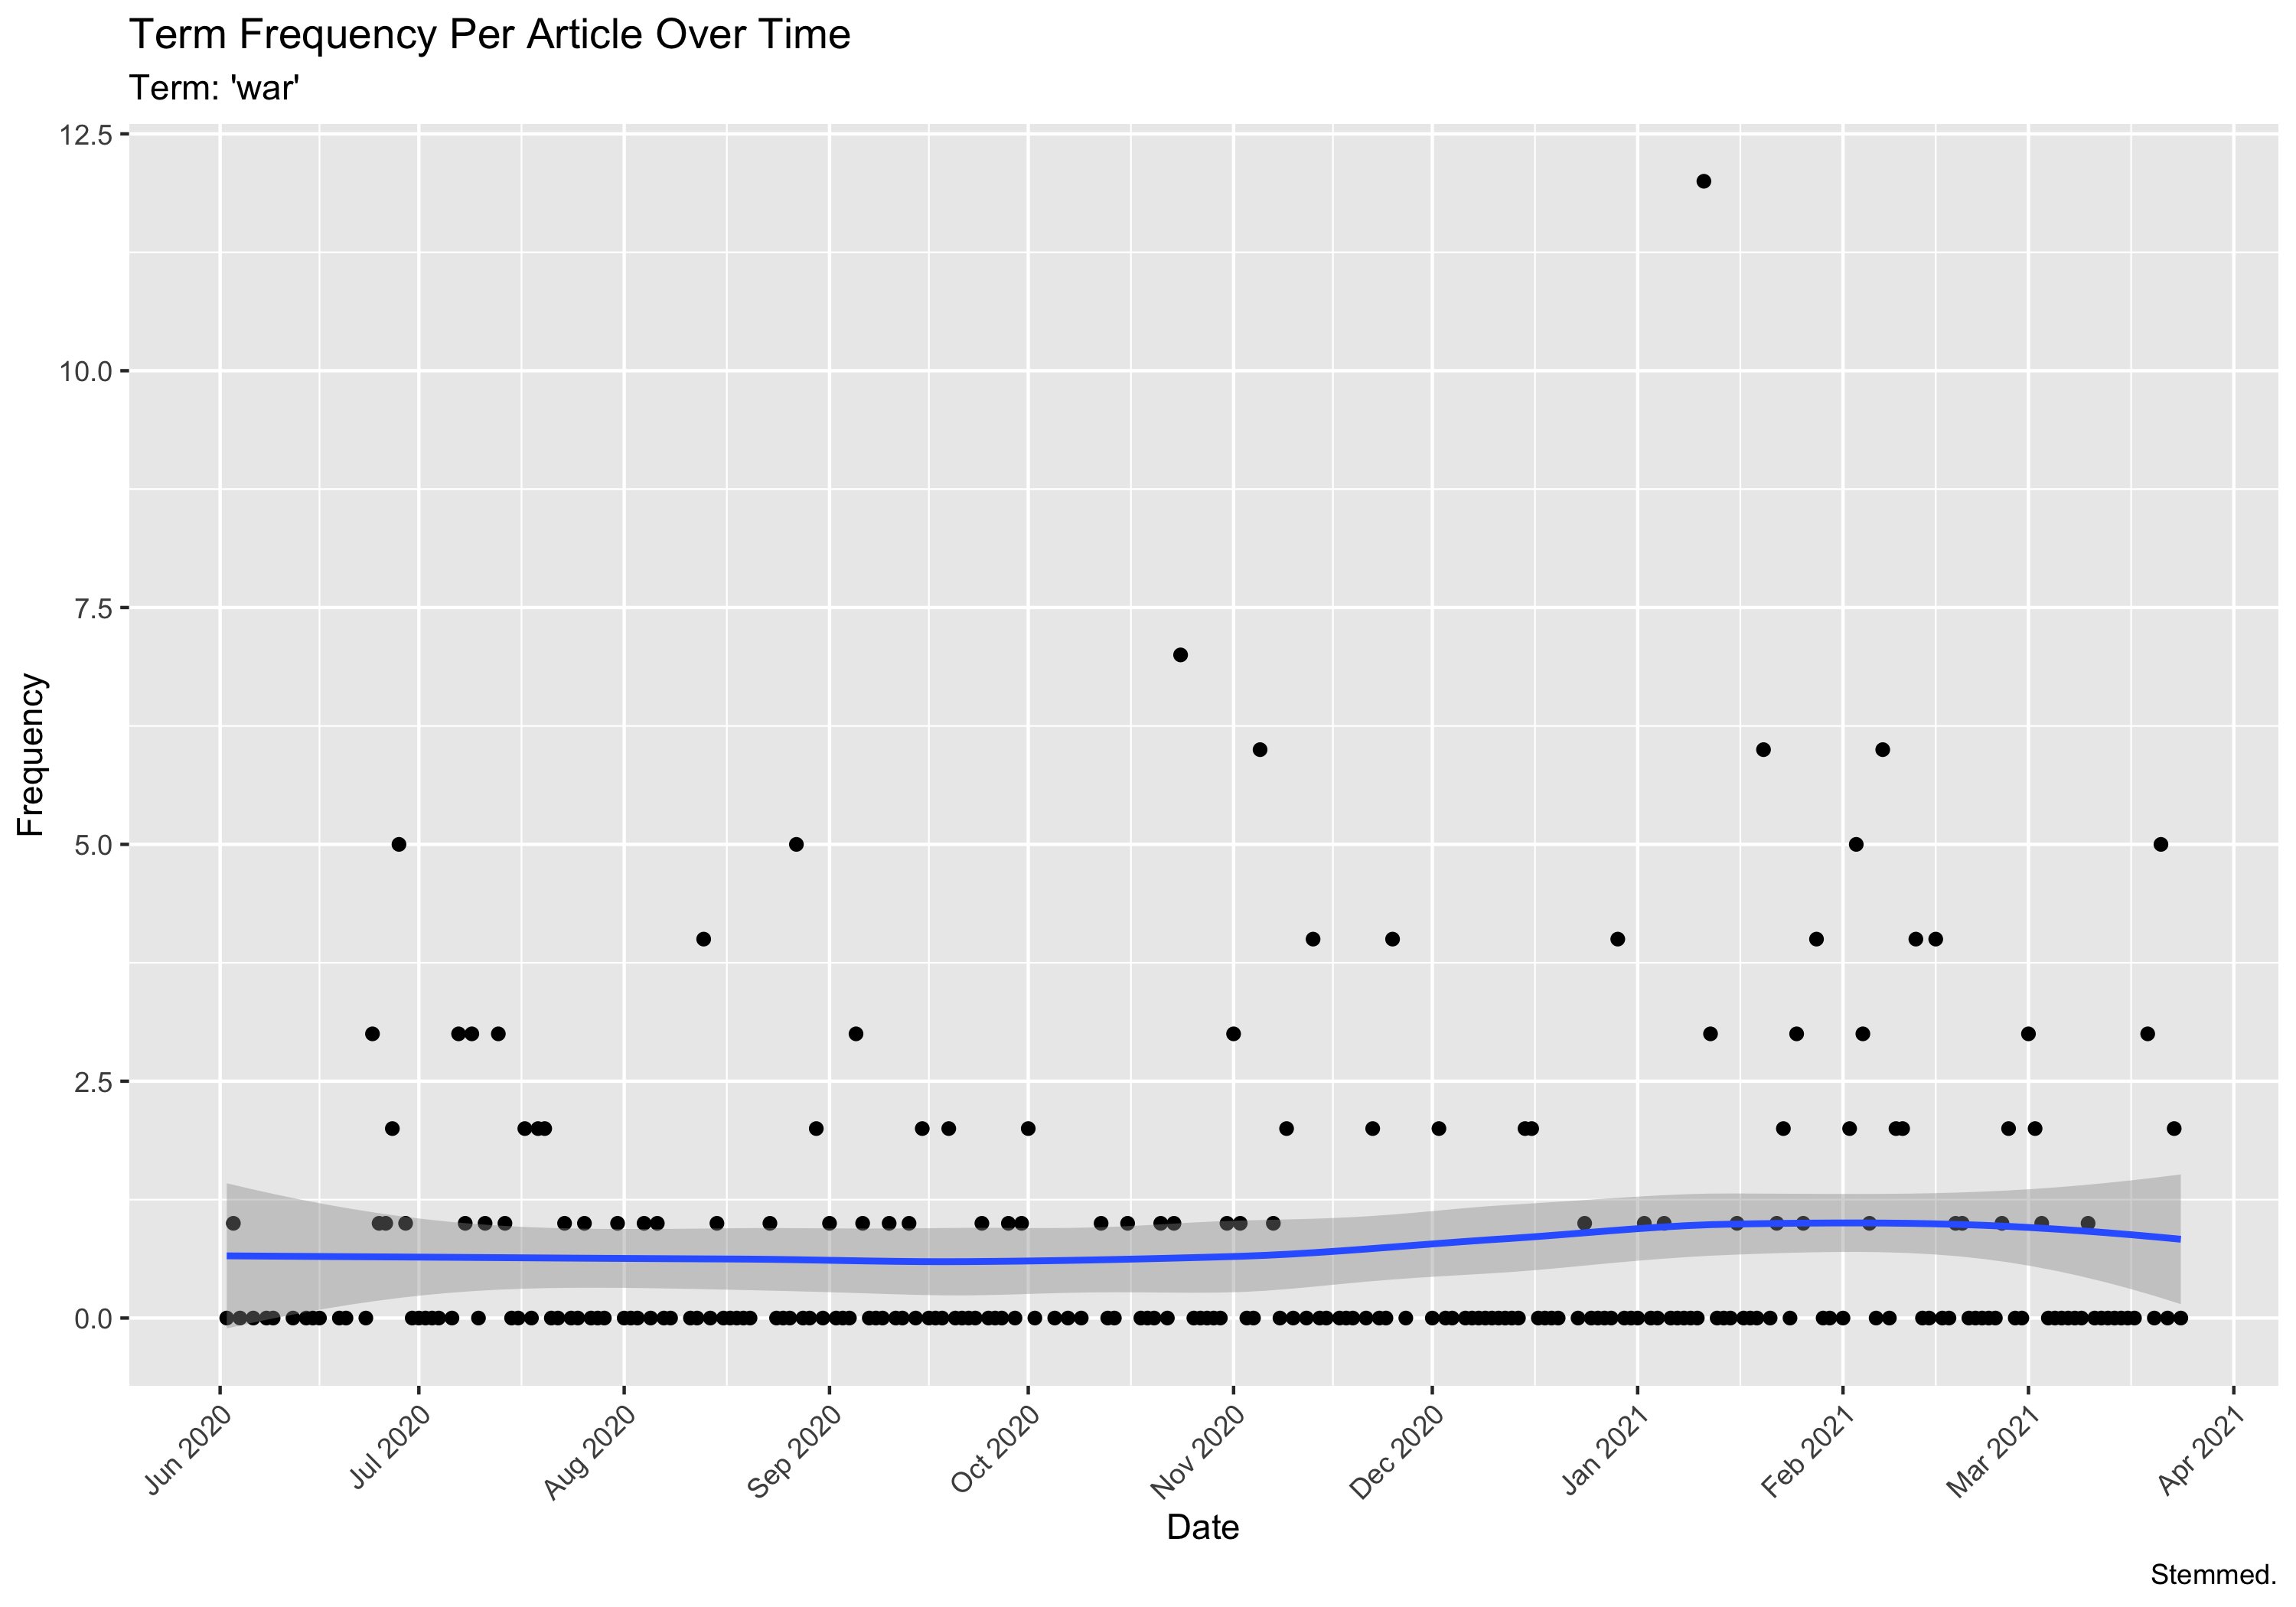 Term Frequency Per Article Over Time
Term: 'war'
12.5
10.0
7.5
5.0
2.5
0.0
Frequency
Jun 2020
Jul 2020
Aug 2020
Sep 2020
Oct 2020
Nov 2020
Dec 2020
Jan 2021
Feb 2021
Mar 2021
Apr 2021
Date
Stemmed.